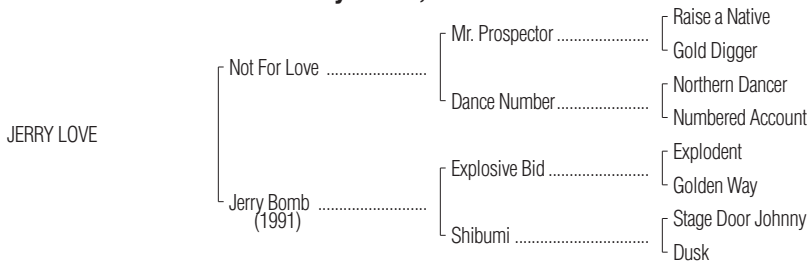 JERRY LOVE
Not For Love ........................
Jerry Bomb ..........................
(1991)
Mr. Prospector ......................
Dance Number......................
Explosive Bid ........................
Shibumi ................................
Raise a Native
Gold Digger
Northern Dancer
Numbered Account
Explodent
Golden Way
Stage Door Johnny
Dusk